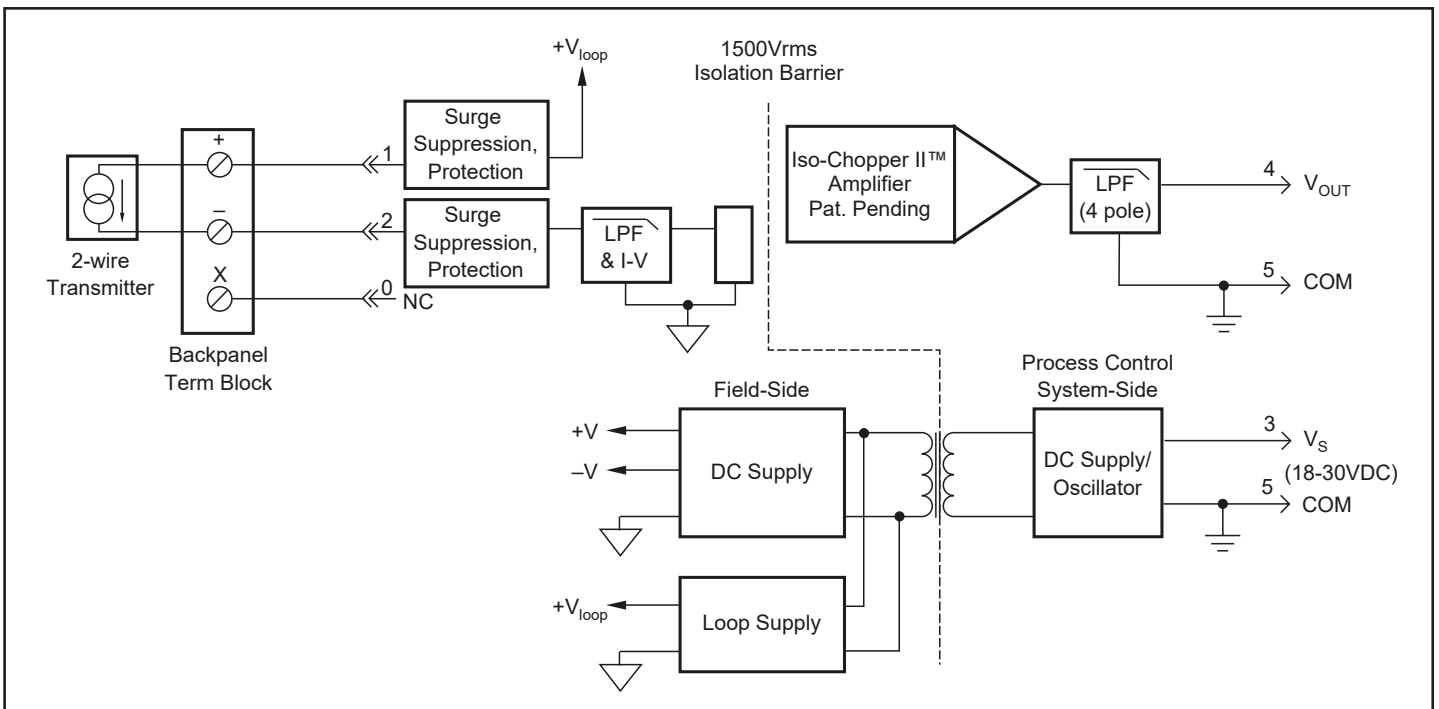 +Vloop
1500Vrms
Isolation Barrier
Surge
Suppression,
Protection
+
1
2-wire
Transmitter
–
2
Surge
Suppression,
Protection
LPF
& I-V
X
0
NC
Backpanel
Term Block
Iso-Chopper II™
Amplifier
Pat. Pending
LPF
(4 pole)
4
VOUT
5
COM
Field-Side
+V
–V
DC Supply
+Vloop
Loop Supply
Process Control
System-Side
DC Supply/
Oscillator
3
VS
(18-30VDC)
5
COM